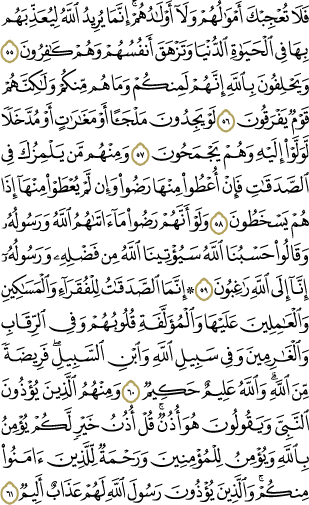 فَلَا تُعْجِبْكَ أَمْوَٰلُهُمْ وَلَآ أَوْلَٰدُهُمْ ۚ إِنَّمَا يُرِيدُ ٱللَّهُ لِيُعَذِّبَهُم
بِهَا فِى ٱلْحَيَوٰةِ ٱلدُّنْيَا وَتَزْهَقَ أَنفُسُهُمْ وَهُمْ كَٰفِرُونَ ٥٥
وَيَحْلِفُونَ بِٱللَّهِ إِنَّهُمْ لَمِنكُمْ وَمَا هُم مِّنكُمْ وَلَٰكِنَّهُمْ
قَوْمٌ يَفْرَقُونَ ٥٦ لَوْ يَجِدُونَ مَلْجَـًٔا أَوْ مَغَٰرَٰتٍ أَوْ مُدَّخَلًا
لَّوَلَّوْا۟ إِلَيْهِ وَهُمْ يَجْمَحُونَ ٥٧ وَمِنْهُم مَّن يَلْمِزُكَ فِى
ٱلصَّدَقَٰتِ فَإِنْ أُعْطُوا۟ مِنْهَا رَضُوا۟ وَإِن لَّمْ يُعْطَوْا۟ مِنْهَآ إِذَا
هُمْ يَسْخَطُونَ ٥٨ وَلَوْ أَنَّهُمْ رَضُوا۟ مَآ ءَاتَىٰهُمُ ٱللَّهُ وَرَسُولُهُۥ
وَقَالُوا۟ حَسْبُنَا ٱللَّهُ سَيُؤْتِينَا ٱللَّهُ مِن فَضْلِهِۦ وَرَسُولُهُۥٓ
إِنَّآ إِلَى ٱللَّهِ رَٰغِبُونَ ٥٩ ۞ إِنَّمَا ٱلصَّدَقَٰتُ لِلْفُقَرَآءِ وَٱلْمَسَٰكِينِ
وَٱلْعَٰمِلِينَ عَلَيْهَا وَٱلْمُؤَلَّفَةِ قُلُوبُهُمْ وَفِى ٱلرِّقَابِ
وَٱلْغَٰرِمِينَ وَفِى سَبِيلِ ٱللَّهِ وَٱبْنِ ٱلسَّبِيلِ ۖ فَرِيضَةً
مِّنَ ٱللَّهِ ۗ وَٱللَّهُ عَلِيمٌ حَكِيمٌ ٦٠ وَمِنْهُمُ ٱلَّذِينَ يُؤْذُونَ
ٱلنَّبِىَّ وَيَقُولُونَ هُوَ أُذُنٌ ۚ قُلْ أُذُنُ خَيْرٍ لَّكُمْ يُؤْمِنُ
بِٱللَّهِ وَيُؤْمِنُ لِلْمُؤْمِنِينَ وَرَحْمَةٌ لِّلَّذِينَ ءَامَنُوا۟
مِنكُمْ ۚ وَٱلَّذِينَ يُؤْذُونَ رَسُولَ ٱللَّهِ لَهُمْ عَذَابٌ أَلِيمٌ ٦١